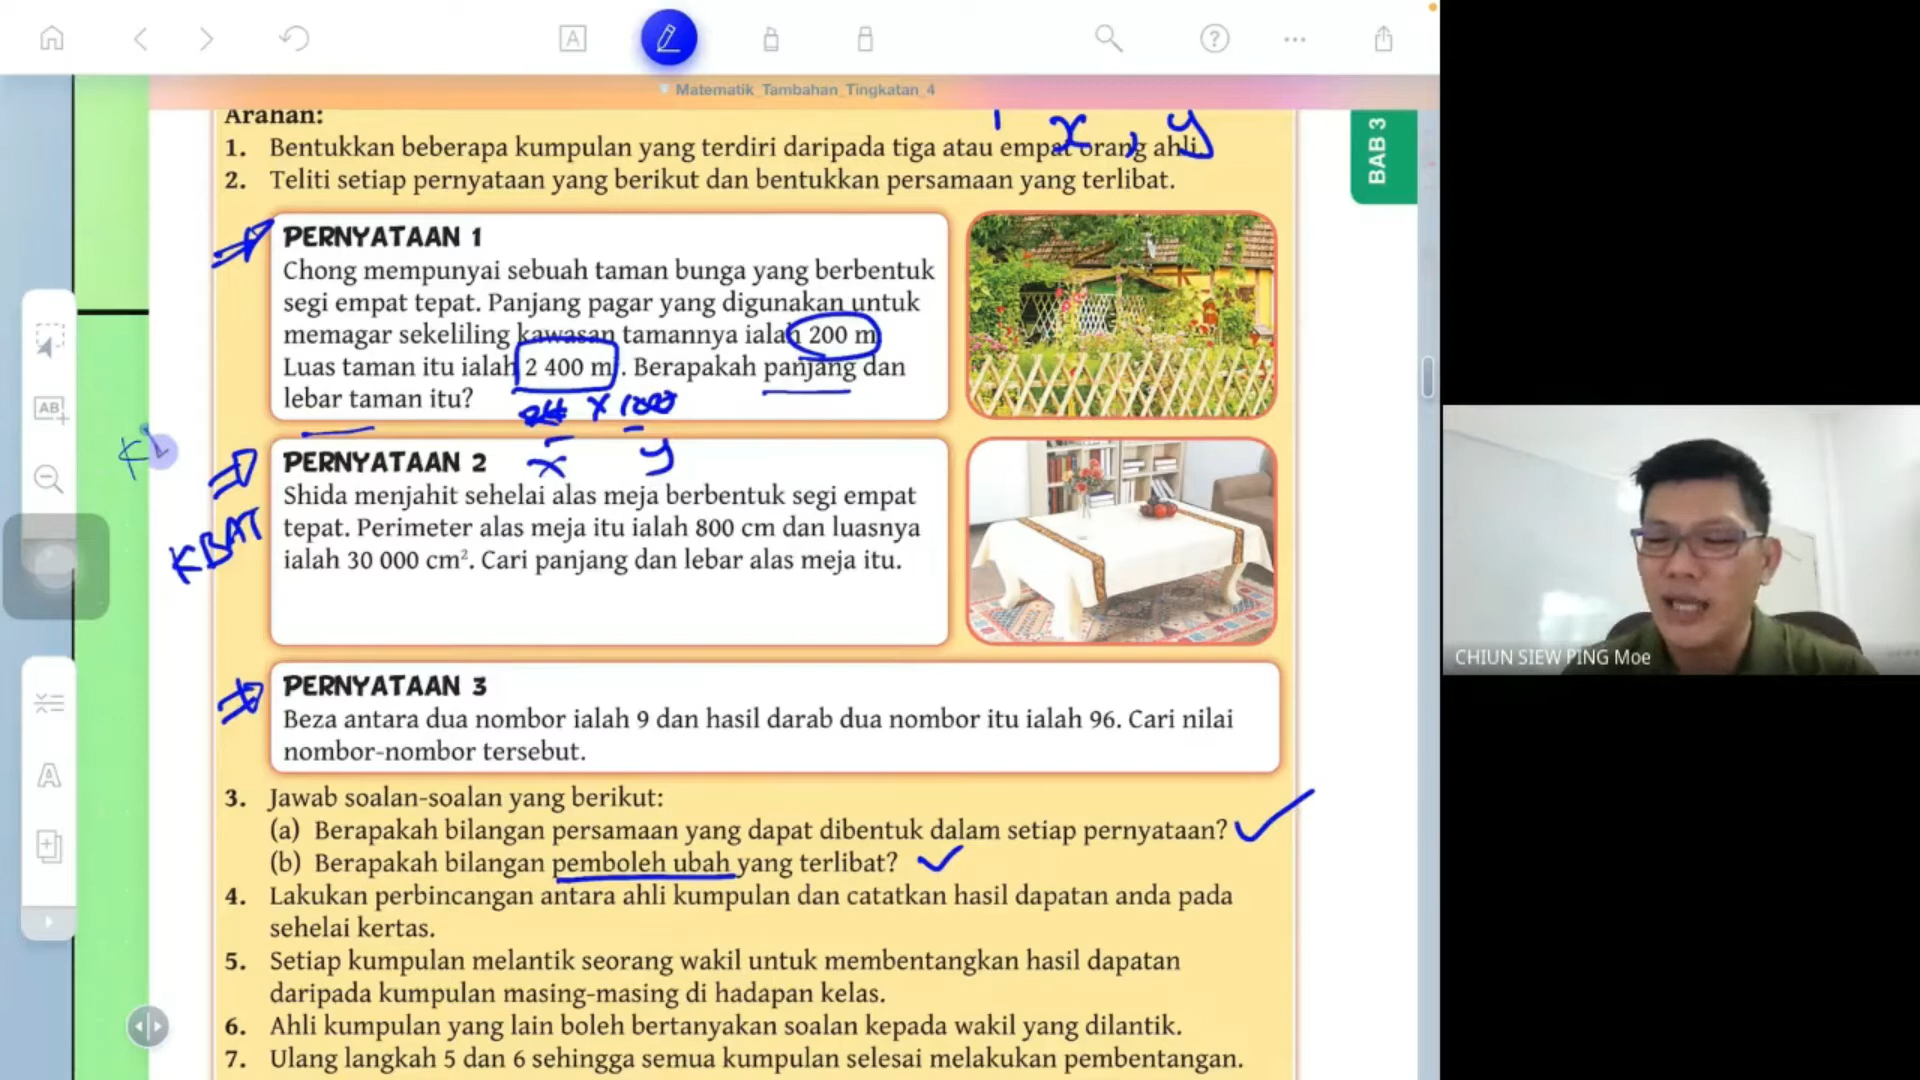 Matematik_Tambahan_Tingkatan_4
Arahan:
x , y
1. Bentukkan beberapa kumpulan yang terdiri daripada tiga atau empat orang ahli.
2. Teliti setiap pernyataan yang berikut dan bentukkan persamaan yang terlibat.
BAB 3
PERNYATAAN 1
Chong mempunyai sebuah taman bunga yang berbentuk
segi empat tepat. Panjang pagar yang digunakan untuk
memagar sekeliling kawasan tamannya ialah 200 m
Luas taman itu ialah 2 400 m . Berapakah panjang dan
lebar taman itu?
x 100
x y
PERNYATAAN 2
Shida menjahit sehelai alas meja berbentuk segi empat
tepat. Perimeter alas meja itu ialah 800 cm dan luasnya
ialah 30 000 cm². Cari panjang dan lebar alas meja itu.
KBAT
PERNYATAAN 3
Beza antara dua nombor ialah 9 dan hasil darab dua nombor itu ialah 96. Cari nilai
nombor-nombor tersebut.
3. Jawab soalan-soalan yang berikut:
(a) Berapakah bilangan persamaan yang dapat dibentuk dalam setiap pernyataan?
(b) Berapakah bilangan pemboleh ubah yang terlibat?
4. Lakukan perbincangan antara ahli kumpulan dan catatkan hasil dapatan anda pada
sehelai kertas.
5. Setiap kumpulan melantik seorang wakil untuk membentangkan hasil dapatan
daripada kumpulan masing-masing di hadapan kelas.
6. Ahli kumpulan yang lain boleh bertanyakan soalan kepada wakil yang dilantik.
7. Ulang langkah 5 dan 6 sehingga semua kumpulan selesai melakukan pembentangan.
CHIUN SIEW PING Moe